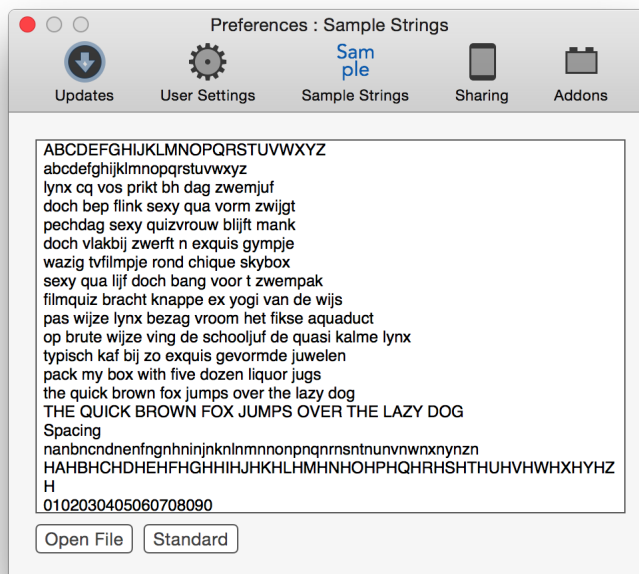 Preferences : Sample Strings
Sam
ple
Updates
User Settings
Sample Strings
Sharing
Addons
ABCDEFGHIJKLMNOPQRSTUVWXYZ
abcdefghijklmnopqrstuvwxyz
lynx cq vos prikt bh dag zwemjuf
doch bep flink sexy qua vorm zwijgt
pechdag sexy quizvrouw blijft mank
doch vlakbij zwerft n exquis gympje
wazig tvfilmpje rond chique skybox
sexy qua lijf doch bang voor t zwempak
filmquiz bracht knappe ex yogi van de wijs
pas wijze lynx bezag vroom het fikse aquaduct
op brute wijze ving de schooljuf de quasi kalme lynx
typisch kaf bij zo exquis gevormde juwelen
pack my box with five dozen liquor jugs
the quick brown fox jumps over the lazy dog
THE QUICK BROWN FOX JUMPS OVER THE LAZY DOG
Spacing
nanbncndnenfngnhninjnknlnmnnonpnqnrnsntnunvnwnxnynzn
HAHBHCHDHEHFHGHHIHJHKHLHMHNHOHPHQHRHSHTHUHVHWHXHYHZ
H
0102030405060708090
Open File
Standard